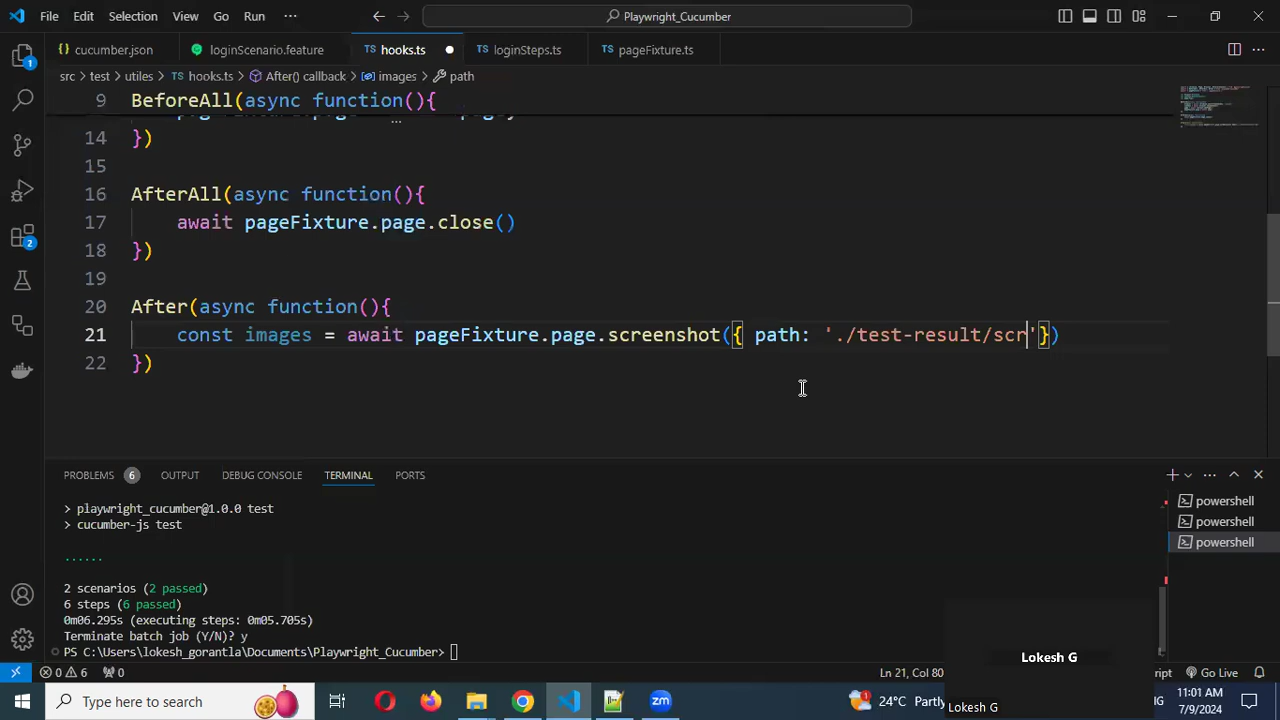 File Edit Selection View Go Run ··· Playwright_Cucumber
cucumber.json loginScenario.feature TS hooks.ts TS loginSteps.ts TS pageFixture.ts
src > test > utiles > TS hooks.ts > After() callback > images > path
9 BeforeAll(async function(){
14 })
15
16 AfterAll(async function(){
17 await pageFixture.page.close()
18 })
19
20 After(async function(){
21 const images = await pageFixture.page.screenshot({ path: './test-result/scr'})
22 })
PROBLEMS 6 OUTPUT DEBUG CONSOLE TERMINAL PORTS
> playwright_cucumber@1.0.0 test
> cucumber-js test
......
2 scenarios (2 passed)
6 steps (6 passed)
0m06.295s (executing steps: 0m05.705s)
Terminate batch job (Y/N)? y
PS C:\Users\lokesh_gorantla\Documents\Playwright_Cucumber>
powershell
powershell
powershell
1
2
Lokesh G
0 6 0 Ln 21, Col 80 Go Live
Type here to search
24°C
Lokesh G
11:01 AM
7/9/2024